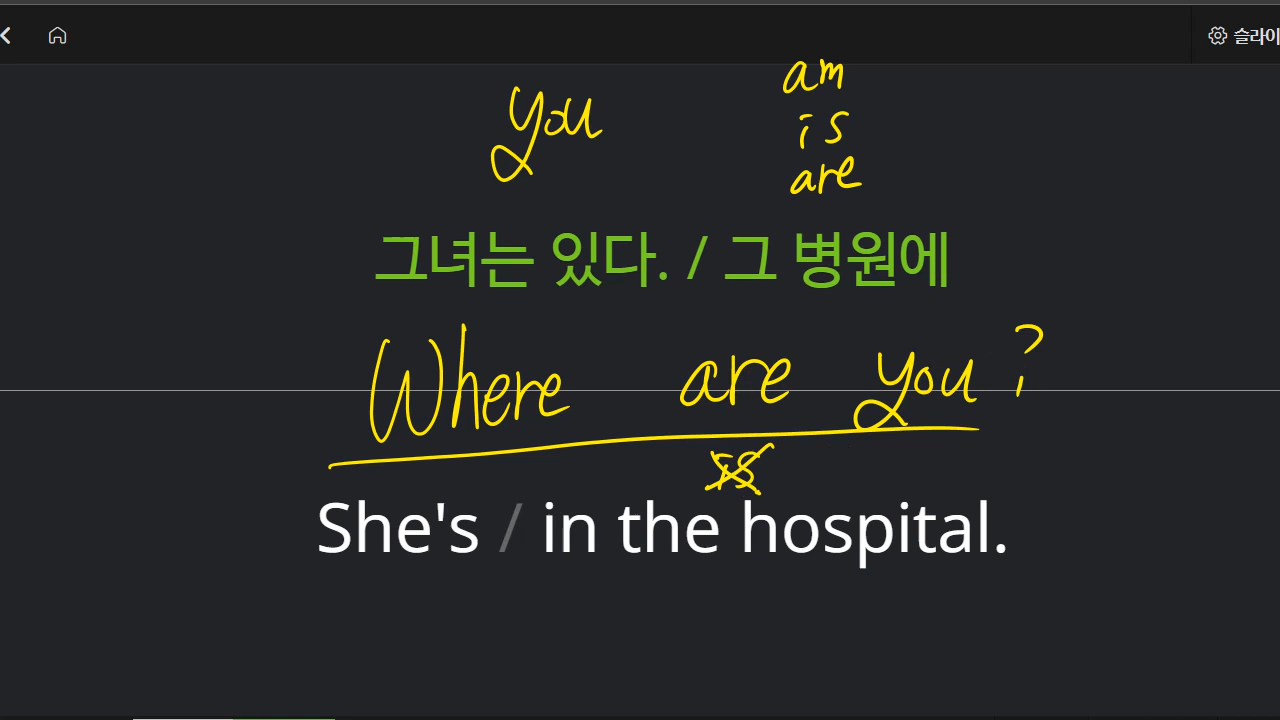 슬라이
am
you
is
are
그녀는 있다. / 그 병원에
Where are you?
is
She's / in the hospital.